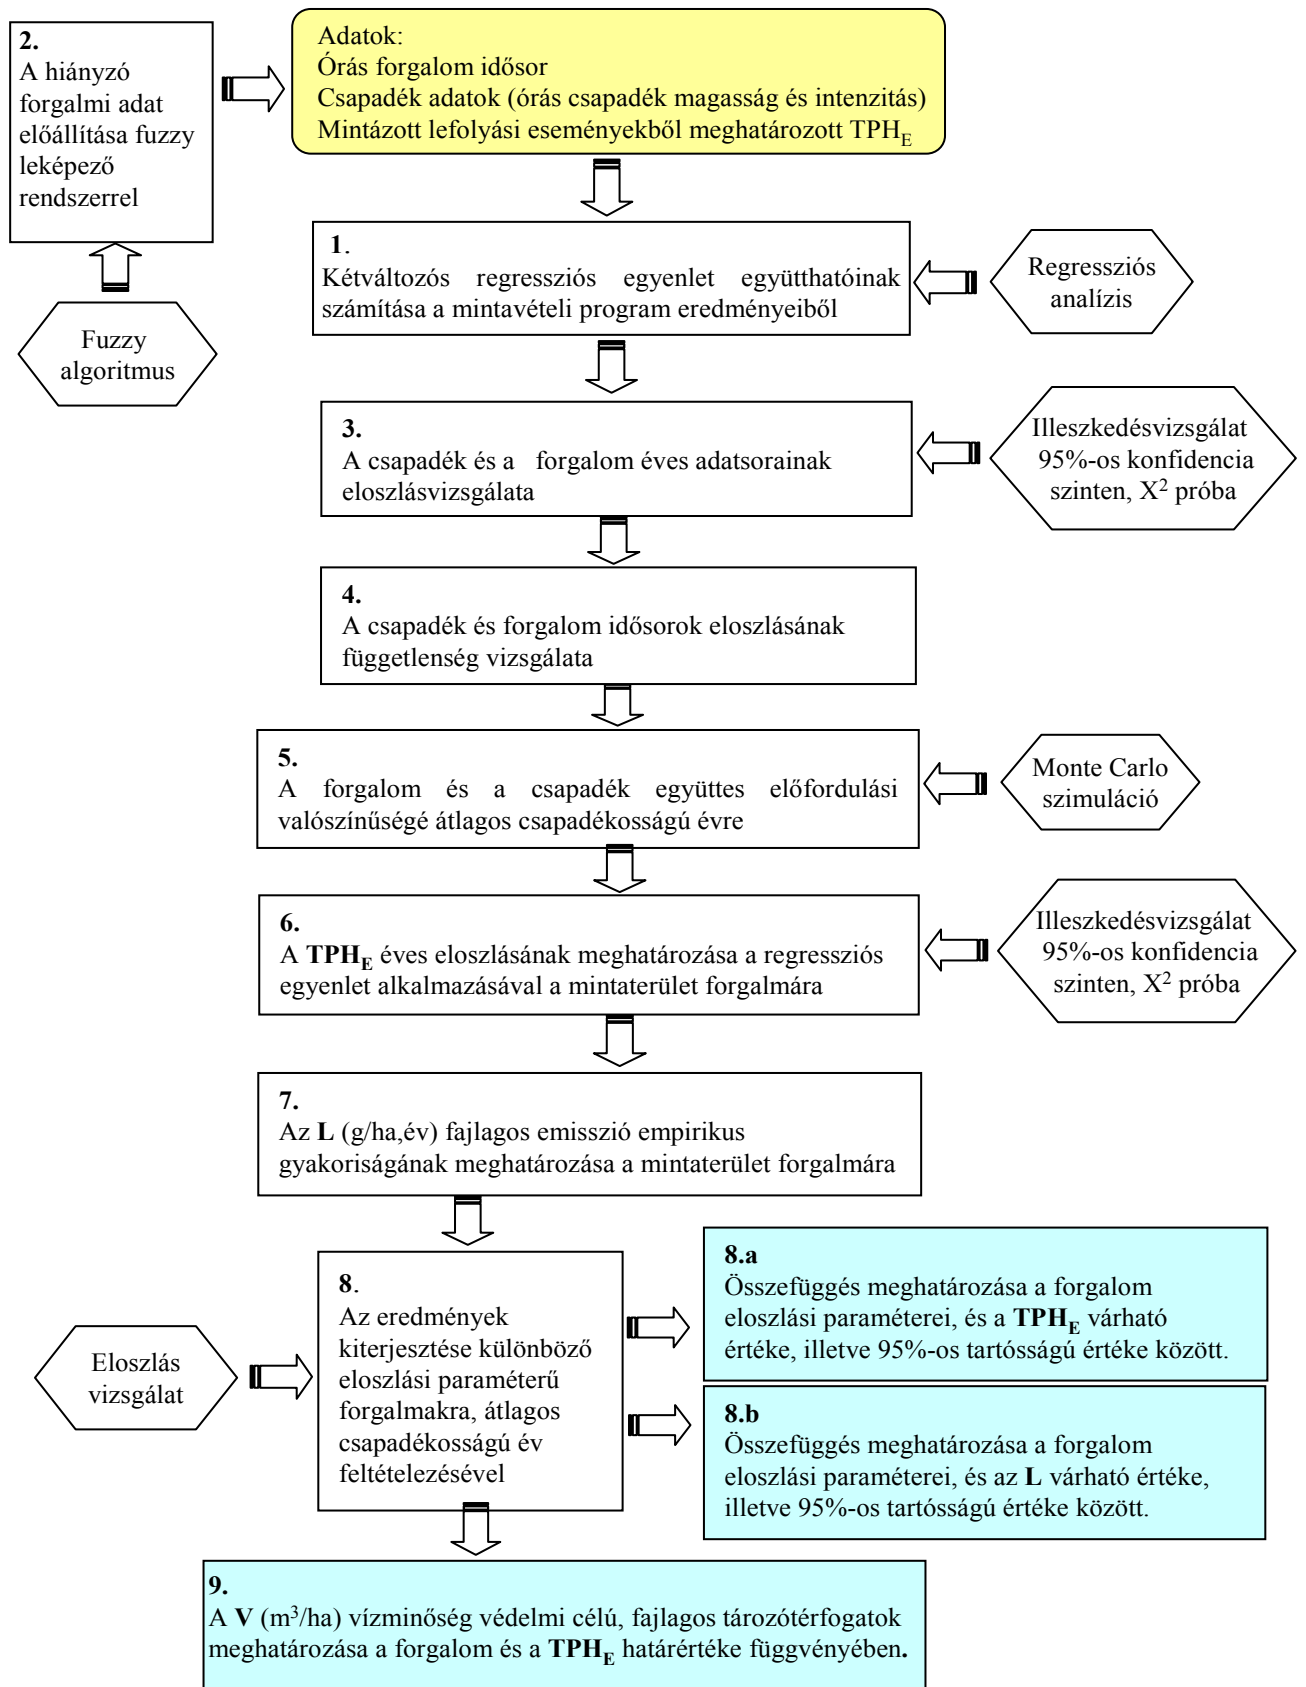 2.
A hiányzó
forgalmi adat
előállítása fuzzy
leképező
rendszerrel
Adatok:
Órás forgalom idősor
Csapadék adatok (órás csapadék magasság és intenzitás)
Mintázott lefolyási eseményekből meghatározott TPH_E
Fuzzy
algoritmus
1.
Kétváltozós regressziós egyenlet együtthatóinak
számítása a mintavételi program eredményeiből
Regressziós
analízis
3.
A csapadék és a forgalom éves adatsorainak
eloszlásvizsgálata
Illeszkedésvizsgálat
95%-os konfidencia
szinten, X² próba
4.
A csapadék és forgalom idősorok eloszlásának
függetlenség vizsgálata
5.
A forgalom és a csapadék együttes előfordulási
valószínűségé átlagos csapadékosságú évre
Monte Carlo
szimuláció
6.
A TPH_E éves eloszlásának meghatározása a regressziós
egyenlet alkalmazásával a mintaterület forgalmára
Illeszkedésvizsgálat
95%-os konfidencia
szinten, X² próba
7.
Az L (g/ha,év) fajlagos emisszió empirikus
gyakoriságának meghatározása a mintaterület forgalmára
8.
Az eredmények
kiterjesztése különböző
eloszlási paraméterű
forgalmakra, átlagos
csapadékosságú év
feltételezésével
Eloszlás
vizsgálat
8.a
Összefüggés meghatározása a forgalom
eloszlási paraméterei, és a TPH_E várható
értéke, illetve 95%-os tartósságú értéke között.
8.b
Összefüggés meghatározása a forgalom
eloszlási paraméterei, és az L várható értéke,
illetve 95%-os tartósságú értéke között.
9.
A V (m³/ha) vízminőség védelmi célú, fajlagos tározótérfogatok
meghatározása a forgalom és a TPH_E határértéke függvényében.